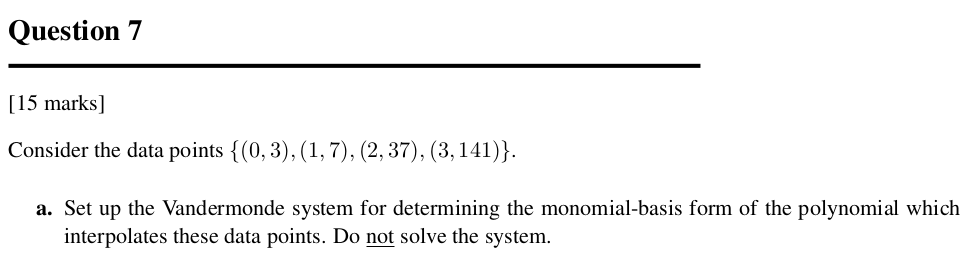 Question 7
[15 marks]
Consider the data points {(0, 3), (1, 7), (2, 37), (3, 141)}.
a. Set up the Vandermonde system for determining the monomial-basis form of the polynomial which
interpolates these data points. Do not solve the system.